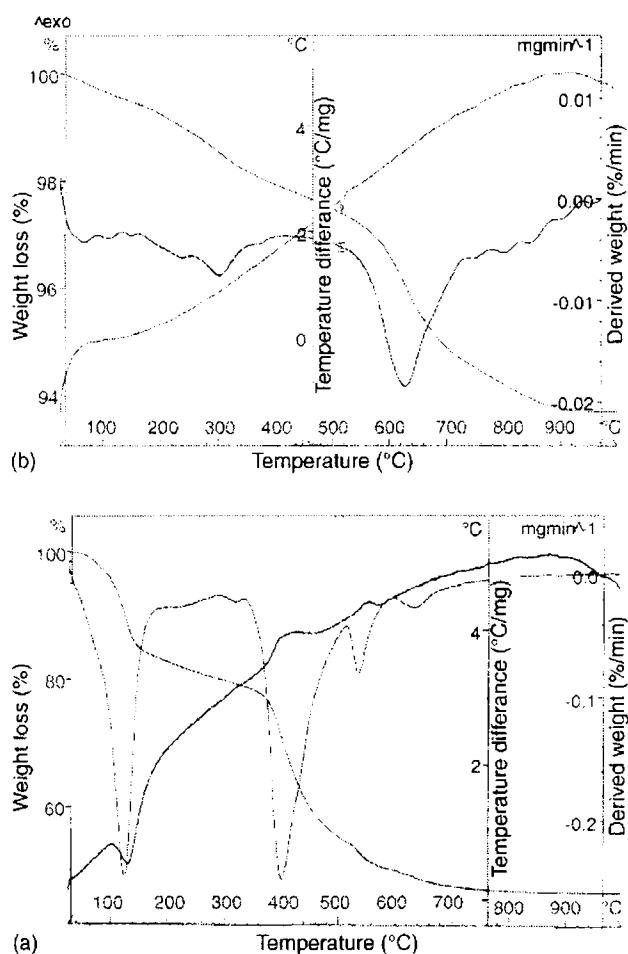 ^exo
% °C mgmin^-1
100
98
96
94
4
2
0
0.01
0.00
-0.01
-0.02
Weight loss (%)
Temperature differance (°C/mg)
Derived weight (%/min)
100 200 300 400 500 600 700 800 900 °C
(b) Temperature (°C)
% °C mgmin^-1
100
80
60
4
2
0.0
-0.1
-0.2
Weight loss (%)
Temperature differance (°C/mg)
Derived weight (%/min)
100 200 300 400 500 600 800 900 °C
(a) Temperature (°C)